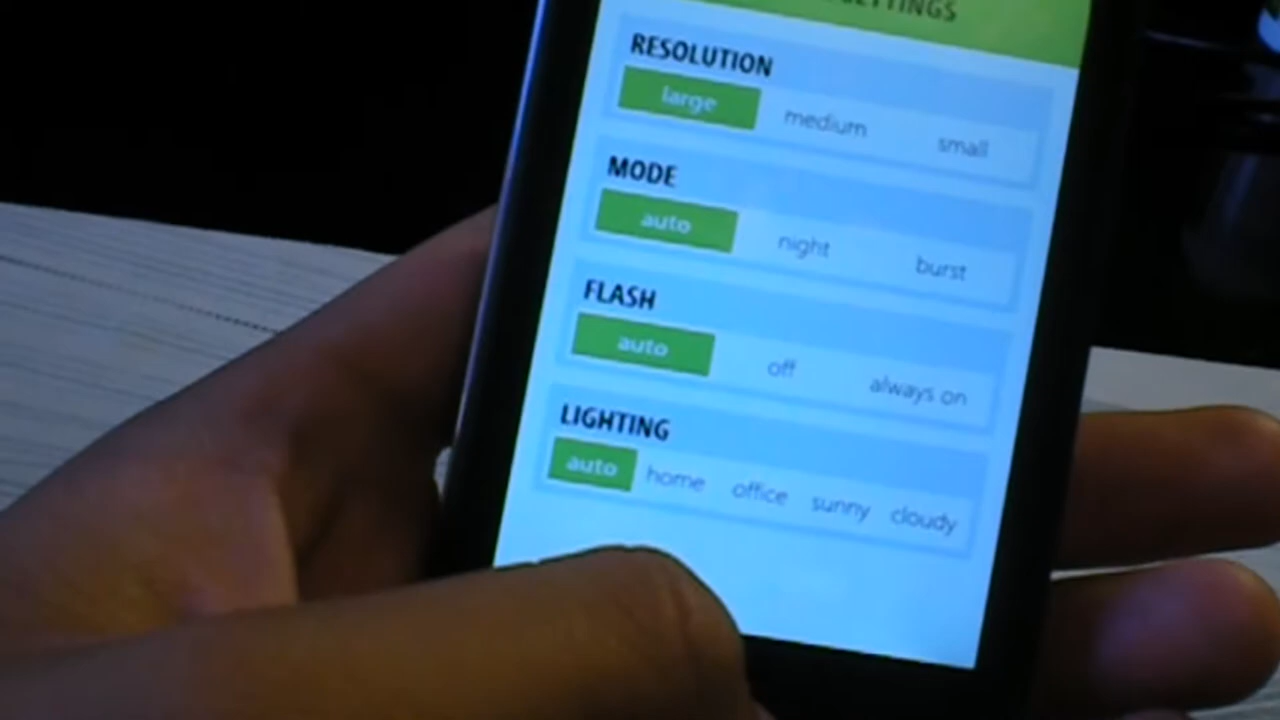 SETTINGS
RESOLUTION
large medium small
MODE
auto night burst
FLASH
auto off always on
LIGHTING
auto home office sunny cloudy